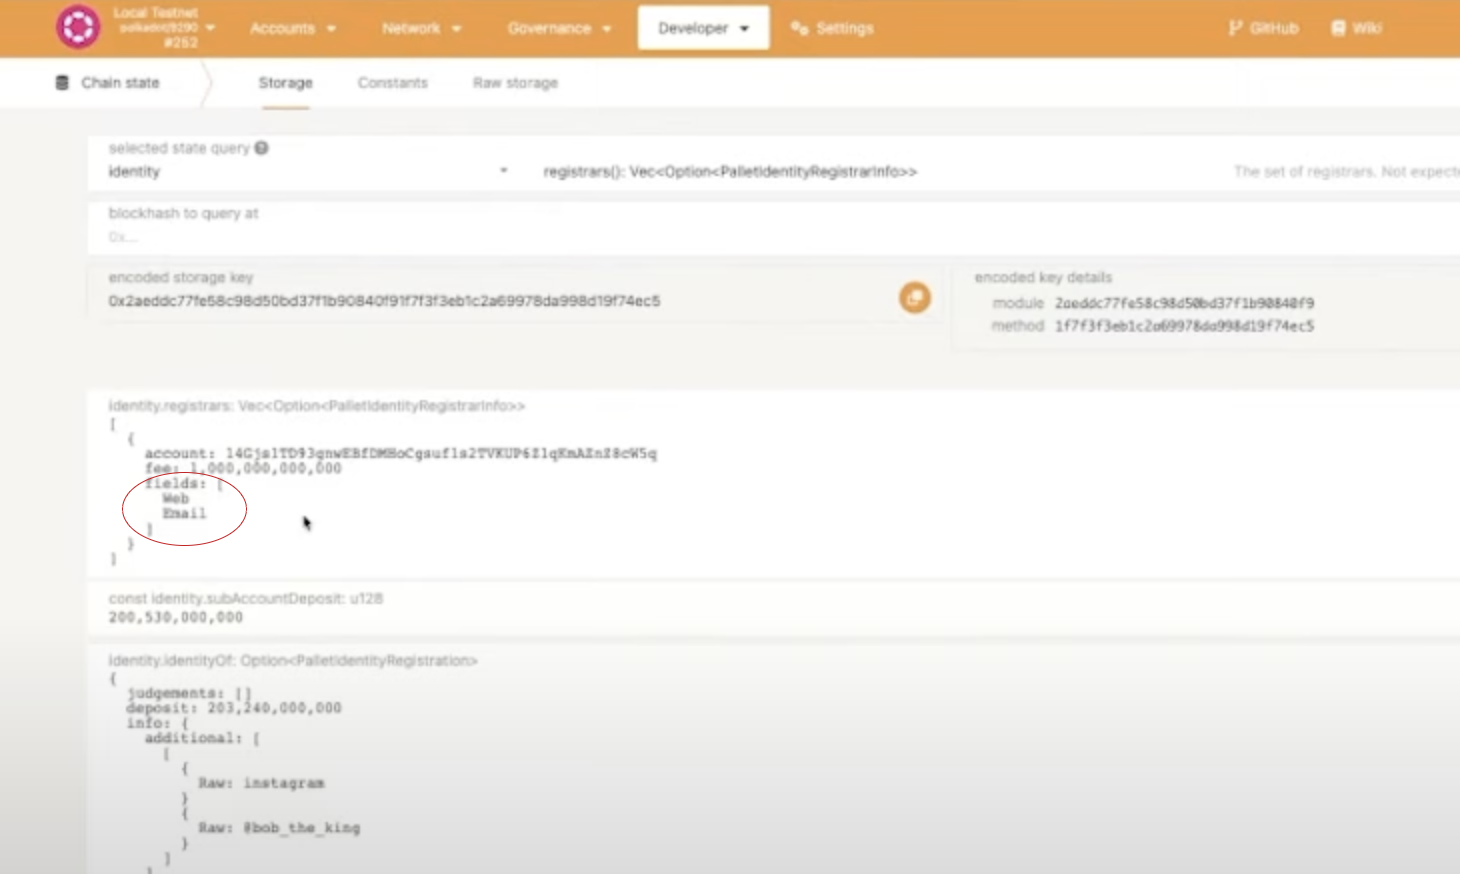 Local Testnet
polkadot/9290
#252
Accounts
Network
Governance
Developer
Settings
GitHub
Wiki
Chain state
Storage
Constants
Raw storage
selected state query
identity
registrars(): Vec<Option<PalletIdentityRegistrarInfo>>
The set of registrars. Not expecte
blockhash to query at
0x...
encoded storage key
0x2aeddc77fe58c98d50bd37f1b90840f91f7f3f3eb1c2a69978da998d19f74ec5
encoded key details
module 2aeddc77fe58c98d50bd37f1b90840f9
method 1f7f3f3eb1c2a69978da998d19f74ec5
identity.registrars: Vec<Option<PalletIdentityRegistrarInfo>>
[
{
account:
fee: 1,000,000,000,000
fields: [
Web
Email
]
}
]
const identity.subAccountDeposit: u128
200,530,000,000
identity.identityOf: Option<PalletIdentityRegistration>
{
judgements: []
deposit: 203,240,000,000
info: {
additional: [
[
{
Raw: instagram
}
{
Raw: @bob_the_king
}
]
]